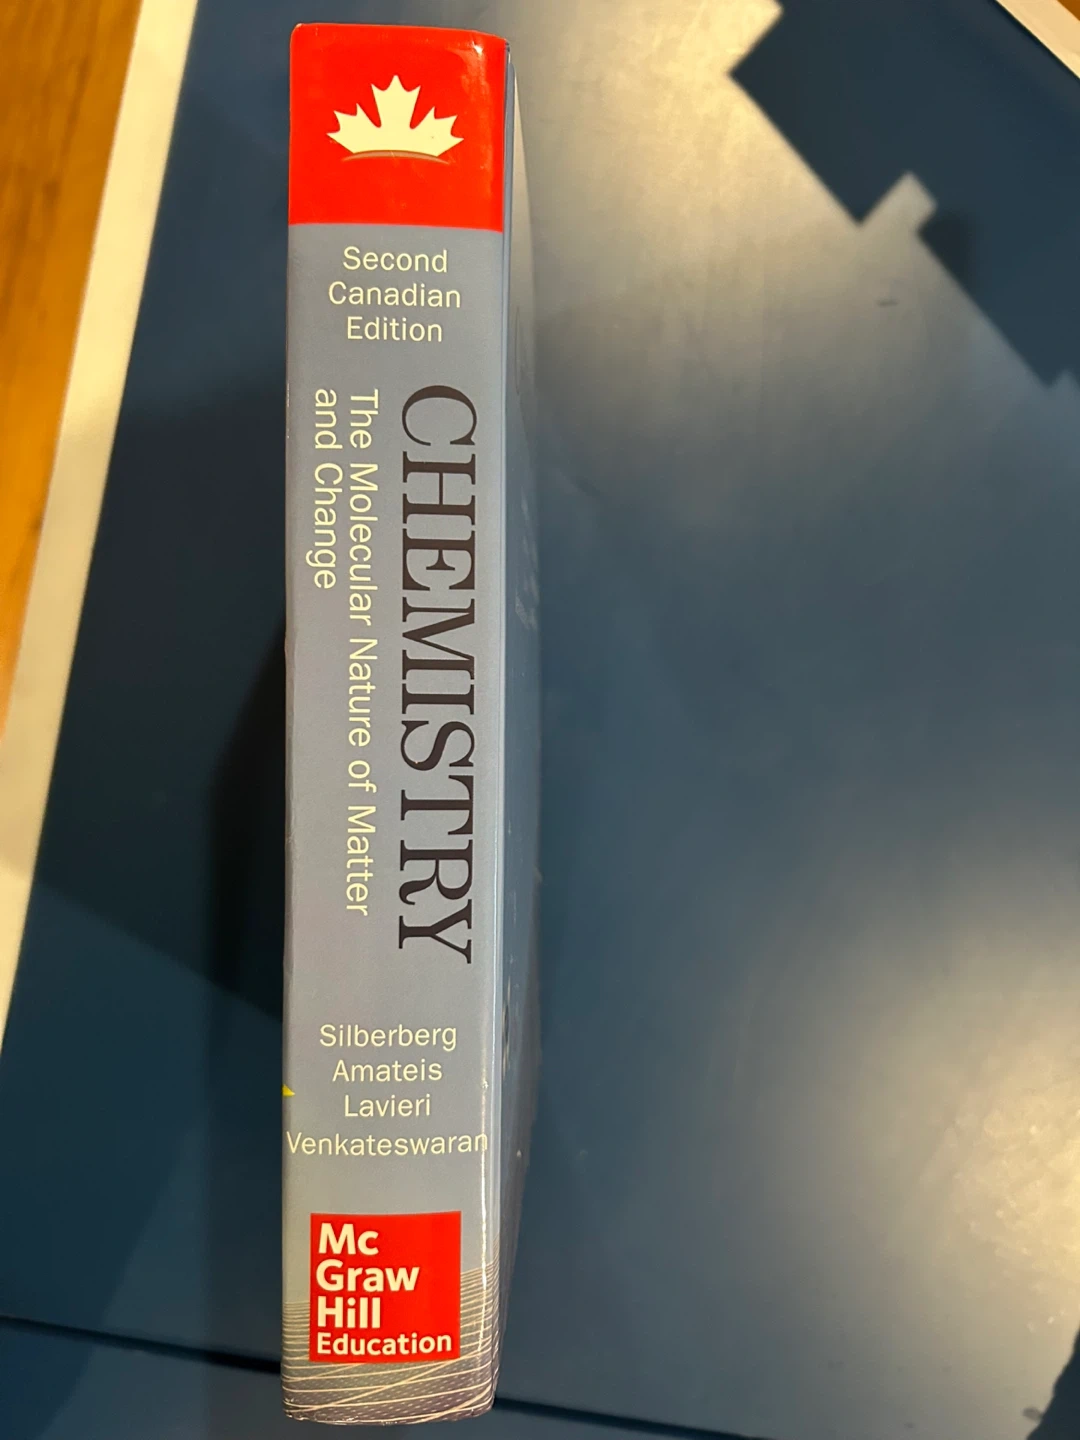 Second
Canadian
Edition
CHEMISTRY
The Molecular Nature of Matter
and Change
Silberberg
Amateis
Lavieri
Venkateswaran
Mc
Graw
Hill
Education